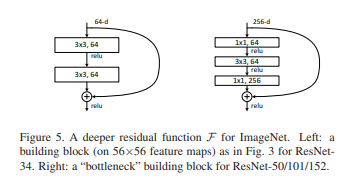 64-d
3x3, 64
relu
3x3, 64
relu
256-d
1x1, 64
relu
3x3, 64
relu
1x1, 256
relu
Figure 5. A deeper residual function F for ImageNet. Left: a
building block (on 56×56 feature maps) as in Fig. 3 for ResNet-
34. Right: a “bottleneck” building block for ResNet-50/101/152.